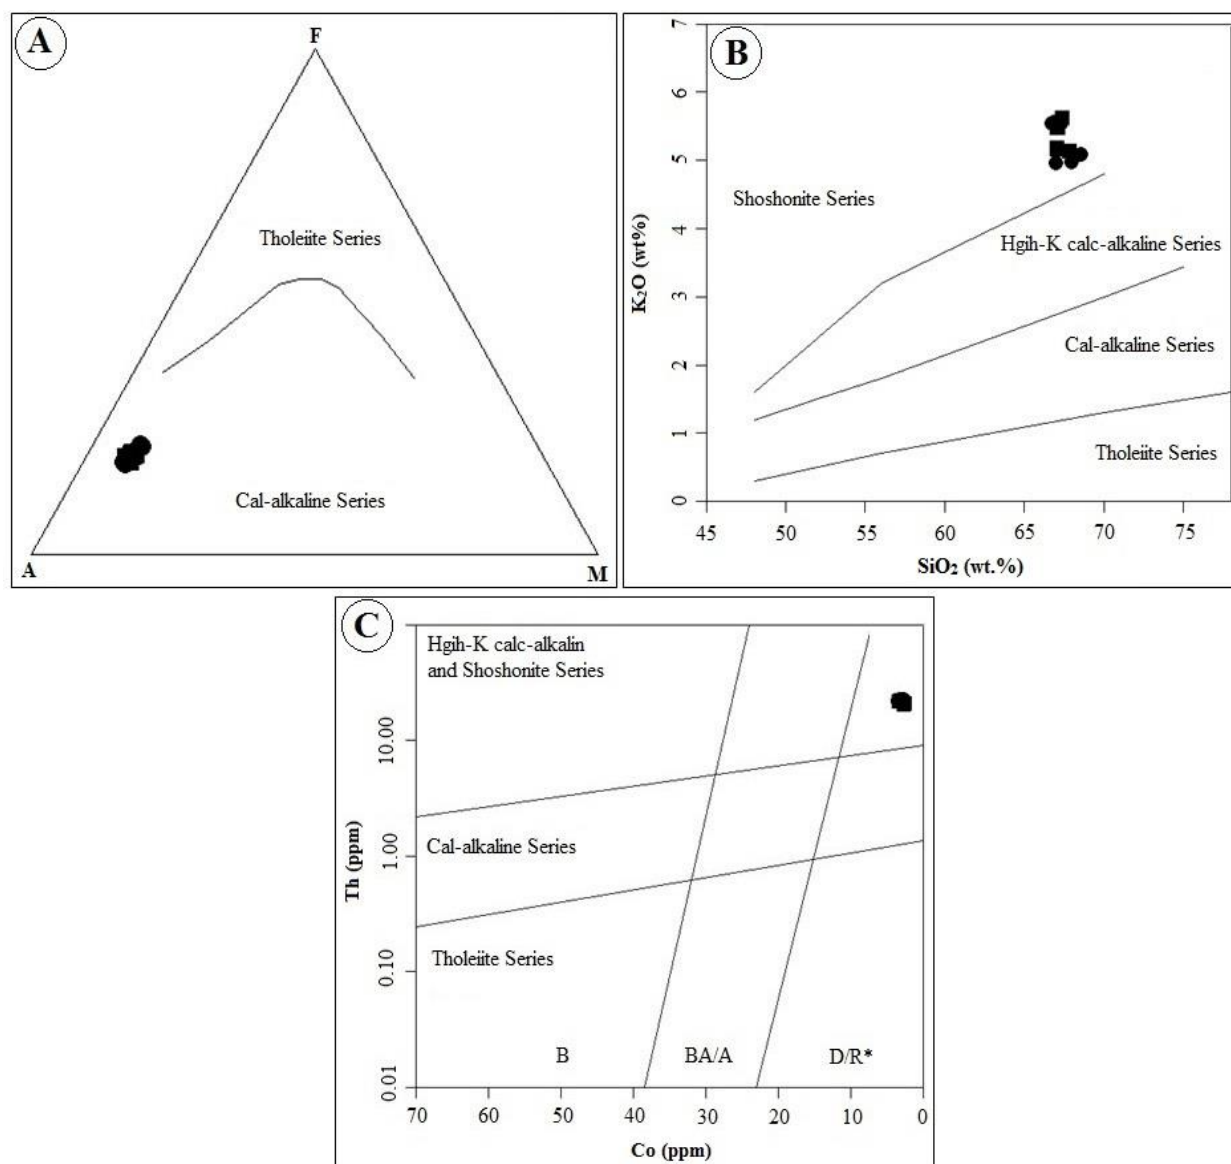 A
F
Tholeiite Series
Cal-alkaline Series
A
M
B
7
6
5
4
3
2
1
0
K₂O (wt%)
Shoshonite Series
Hgih-K calc-alkaline Series
Cal-alkaline Series
Tholeiite Series
45 50 55 60 65 70 75
SiO₂ (wt.%)
C
Hgih-K calc-alkalin
and Shoshonite Series
10.00
1.00
0.10
0.01
Th (ppm)
Cal-alkaline Series
Tholeiite Series
B BA/A D/R*
70 60 50 40 30 20 10 0
Co (ppm)